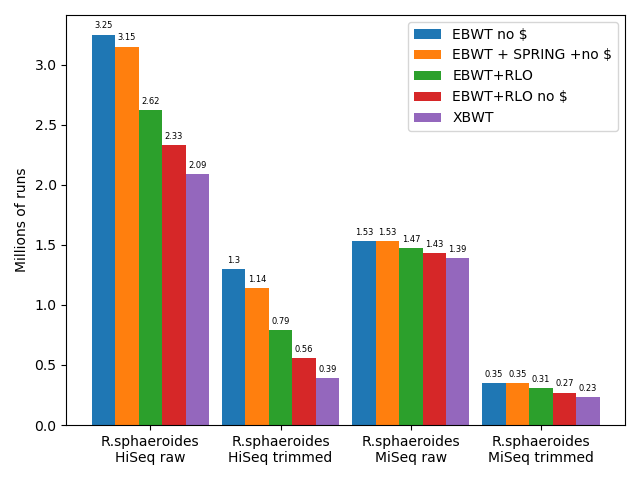 EBWT no $
EBWT + SPRING +no $
EBWT+RLO
EBWT+RLO no $
XBWT
Millions of runs
3.0
2.5
2.0
1.5
1.0
0.5
0.0
3.25
3.15
2.62
2.33
2.09
1.3
1.14
0.79
0.56
0.39
1.53
1.53
1.47
1.43
1.39
0.35
0.35
0.31
0.27
0.23
R.sphaeroides
HiSeq raw
R.sphaeroides
HiSeq trimmed
R.sphaeroides
MiSeq raw
R.sphaeroides
MiSeq trimmed